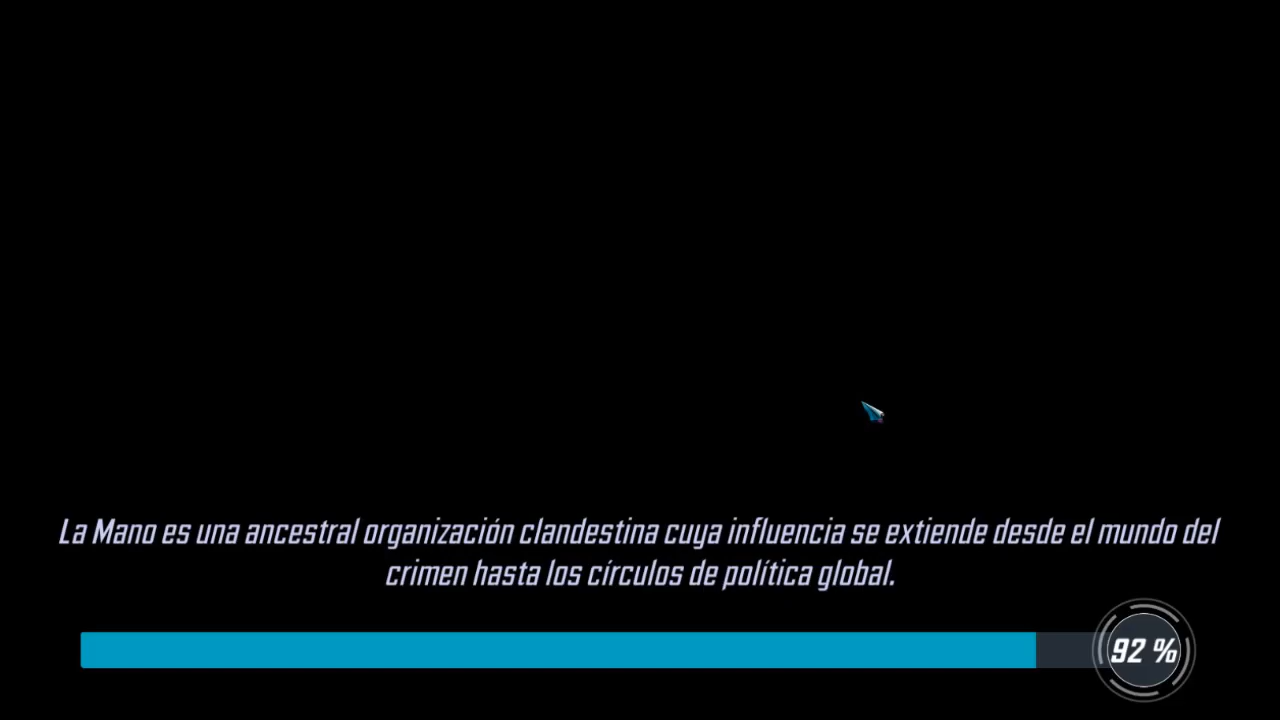 La Mano es una ancestral organización clandestina cuya influencia se extiende desde el mundo del
crimen hasta los círculos de política global.
92 %